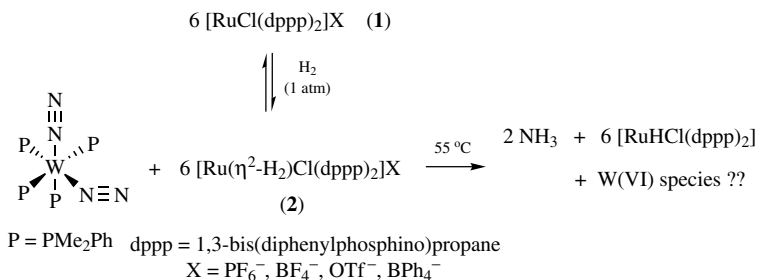 6 [RuCl(dppp)₂]X (1)
H₂
(1 atm)
N
N
P P
W + 6 [Ru(η²-H₂)Cl(dppp)₂]X 55 °C 2 NH₃ + 6 [RuHCl(dppp)₂]
P P N≡N
(2)
+ W(VI) species ??
P = PMe₂Ph dppp = 1,3-bis(diphenylphosphino)propane
X = PF₆⁻, BF₄⁻, OTf⁻, BPh₄⁻